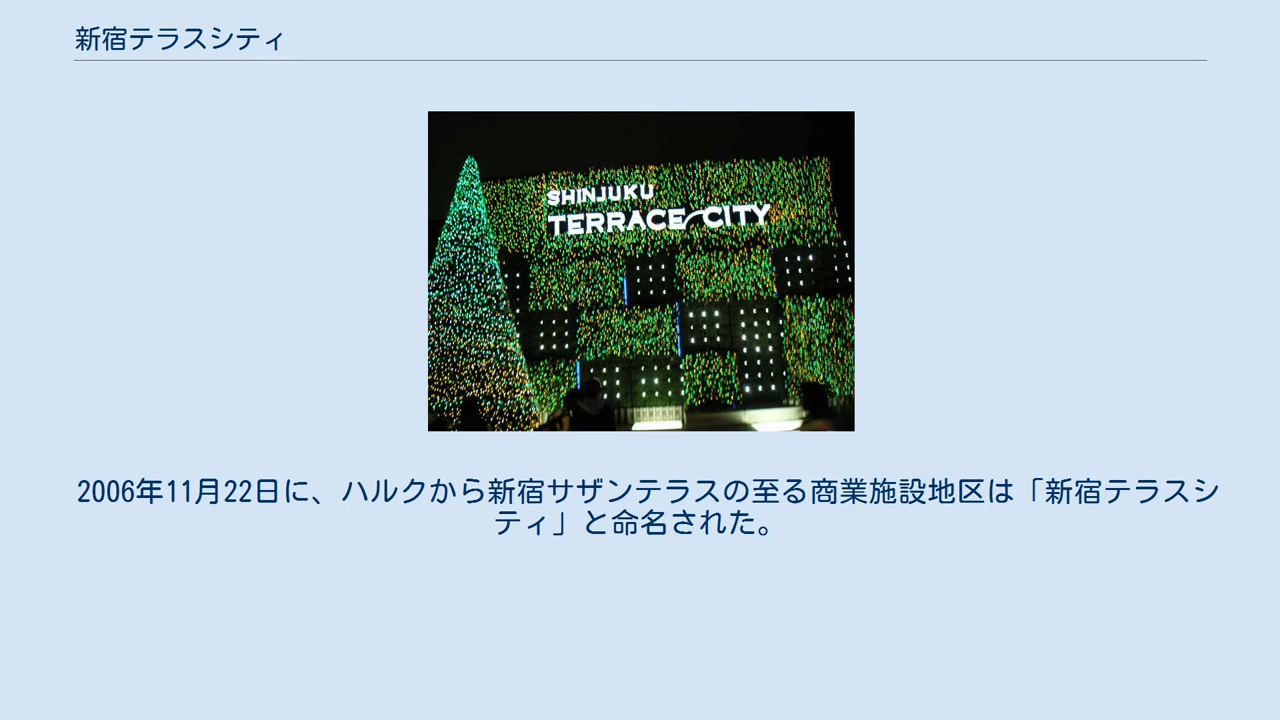 新宿テラスシティ
SHINJUKU
TERRACE CITY
2006年11月22日に、ハルクから新宿サザンテラスの至る商業施設地区は「新宿テラスシ
ティ」と命名された。